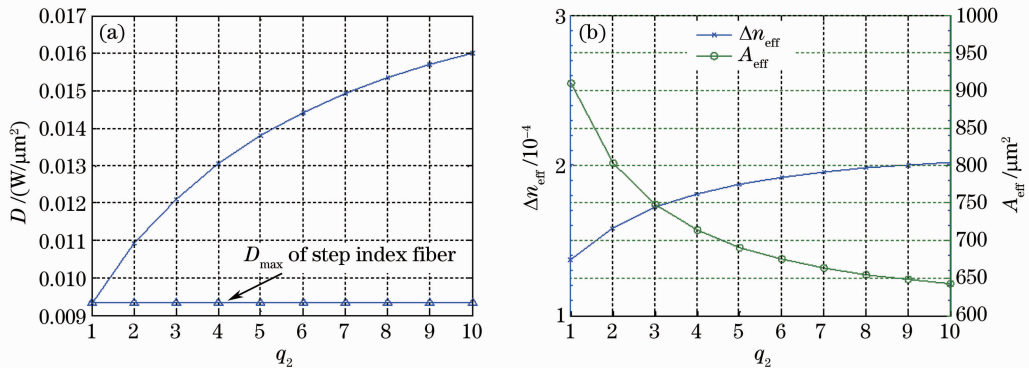 (a)
0.017
0.016
0.015
0.014
0.013
0.012
0.011
0.010
0.009
D /(W/μm²)
D_max of step index fiber
1 2 3 4 5 6 7 8 9 10
q₂
(b)
Δn_eff
A_eff
3
2
1
Δn_eff /10⁻⁴
1000
950
900
850
800
750
700
650
600
A_eff /μm²
1 2 3 4 5 6 7 8 9 10
q₂